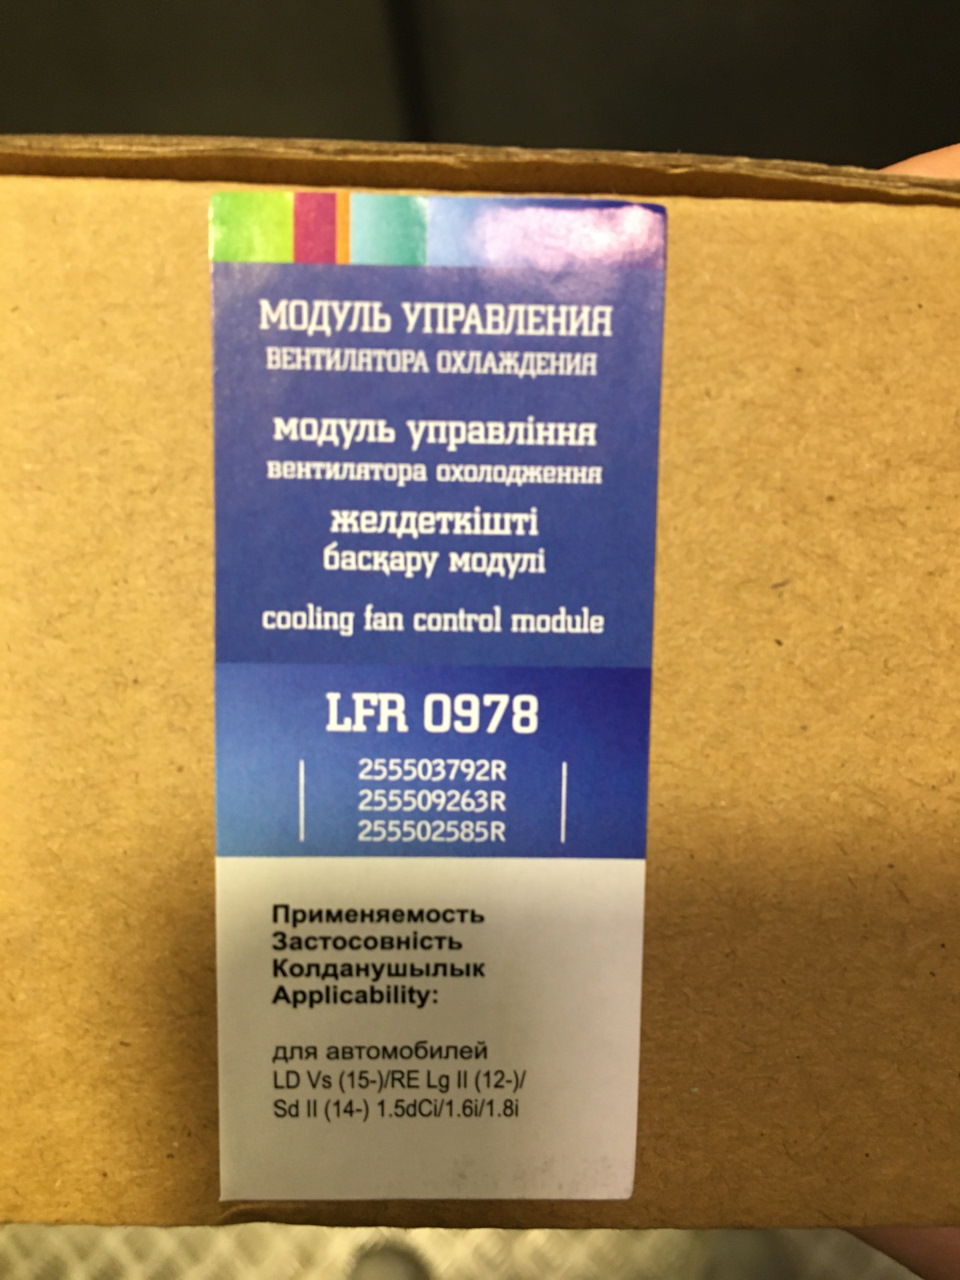 МОДУЛЬ УПРАВЛЕНИЯ
ВЕНТИЛЯТОРА ОХЛАЖДЕНИЯ
модуль управління
вентилятора охолодження
желдеткішті
басқару модулі
cooling fan control module
LFR 0978
255503792R
255509263R
255502585R
Применяемость
Застосовність
Колданушылык
Applicability:
для автомобилей
LD Vs (15-)/RE Lg II (12-)/
Sd II (14-) 1.5dCi/1.6i/1.8i